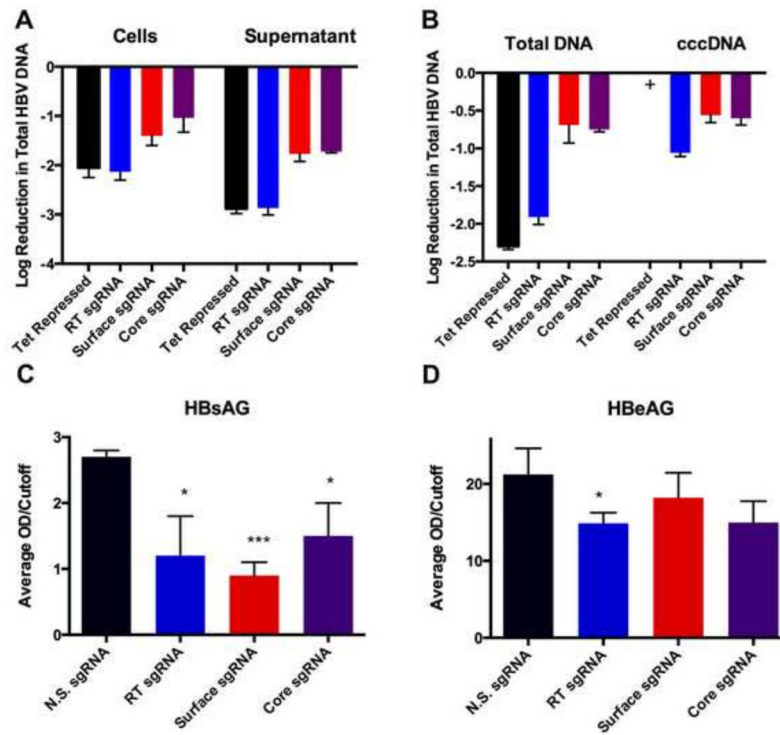 A
Cells Supernatant
Log Reduction in Total HBV DNA
0
-1
-2
-3
-4
Tet Repressed
RT sgRNA
Surface sgRNA
Core sgRNA
Tet Repressed
RT sgRNA
Surface sgRNA
Core sgRNA
B
Total DNA cccDNA
Log Reduction in Total HBV DNA
0.0
-0.5
-1.0
-1.5
-2.0
-2.5
+
Tet Repressed
RT sgRNA
Surface sgRNA
Core sgRNA
Tet Repressed
RT sgRNA
Surface sgRNA
Core sgRNA
C
HBsAG
Average OD/Cutoff
3
2
1
0
*
***
*
N.S. sgRNA
RT sgRNA
Surface sgRNA
Core sgRNA
D
HBeAG
Average OD/Cutoff
20
10
0
*
N.S. sgRNA
RT sgRNA
Surface sgRNA
Core sgRNA